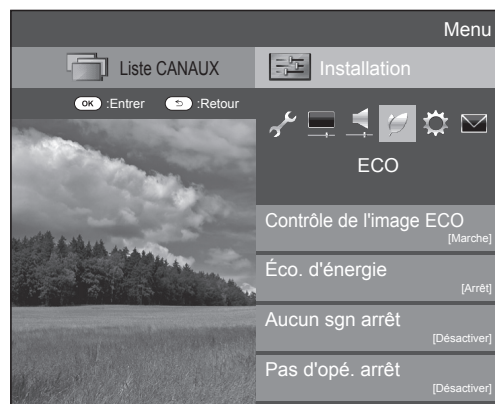 Menu
Liste CANAUX
Installation
OK :Entrer :Retour
ECO
Contrôle de l'image ECO
[Marche]
Éco. d'énergie
[Arrêt]
Aucun sgn arrêt
[Désactiver]
Pas d'opé. arrêt
[Désactiver]